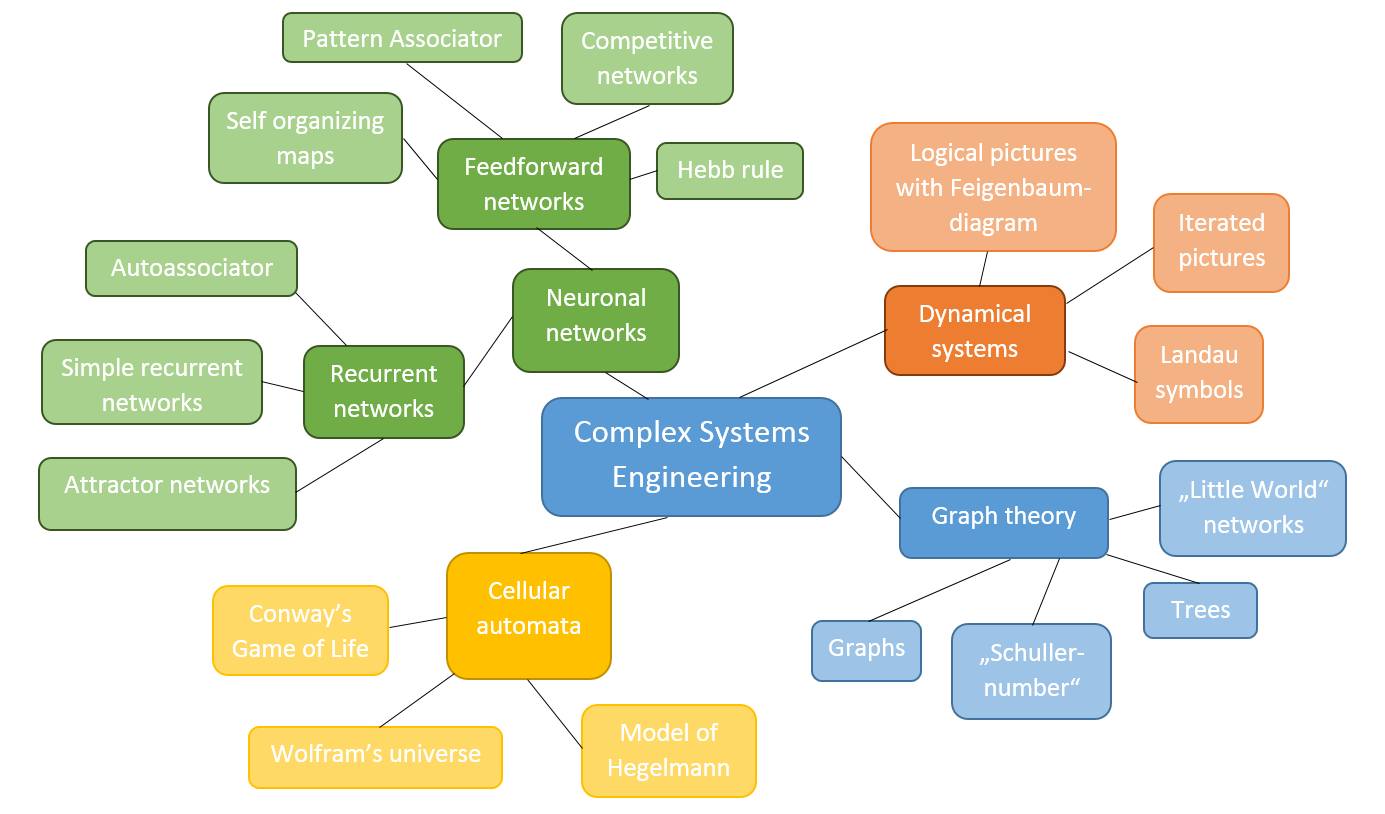 Pattern Associator
Competitive
networks
Self organizing
maps
Feedforward
networks
Hebb rule
Logical pictures
with Feigenbaum-
diagram
Iterated
pictures
Autoassociator
Neuronal
networks
Dynamical
systems
Simple recurrent
networks
Recurrent
networks
Landau
symbols
Attractor networks
Complex Systems
Engineering
Graph theory
„Little World“
networks
Cellular
automata
Conway’s
Game of Life
Graphs
„Schuller-
number“
Trees
Wolfram’s universe
Model of
Hegelmann